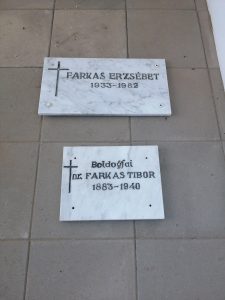 FARKAS ERZSÉBET
1933-1982
Boldogfai
nr. FARKAS TIBOR
1883-1940